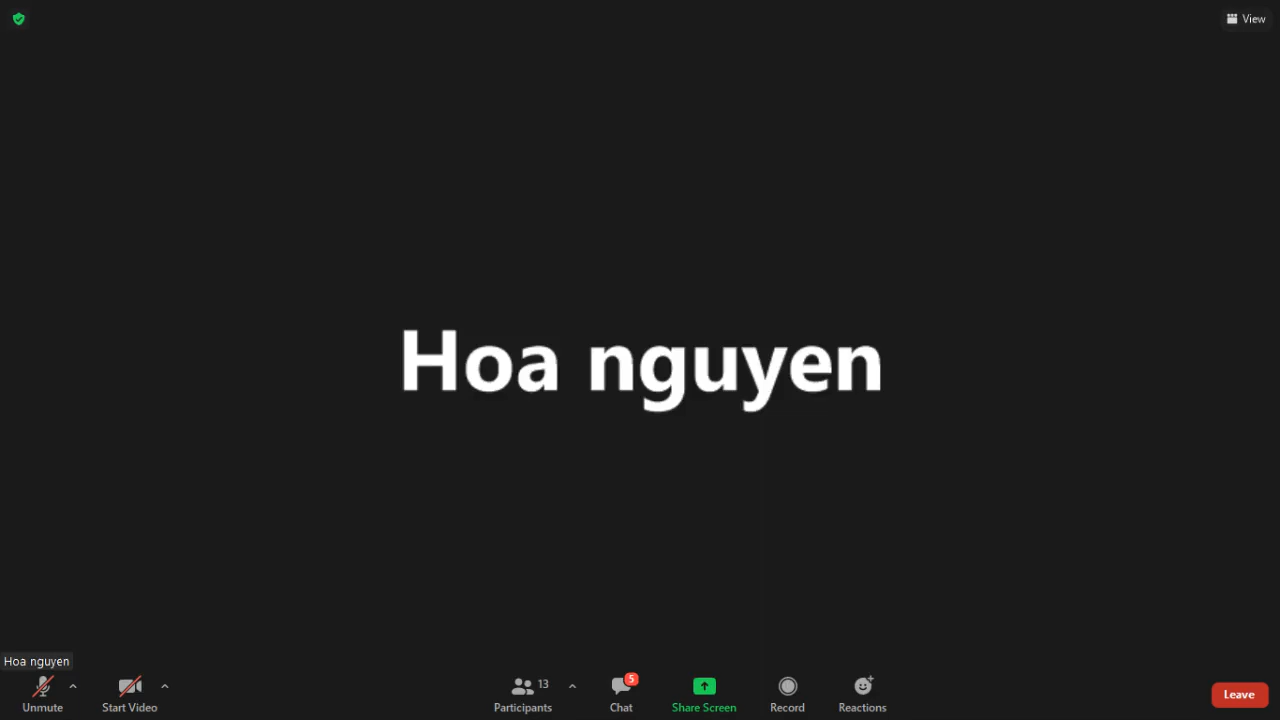 View
Hoa nguyen
Hoa nguyen
Unmute
Start Video
Participants
13
Chat
5
Share Screen
Record
Reactions
Leave